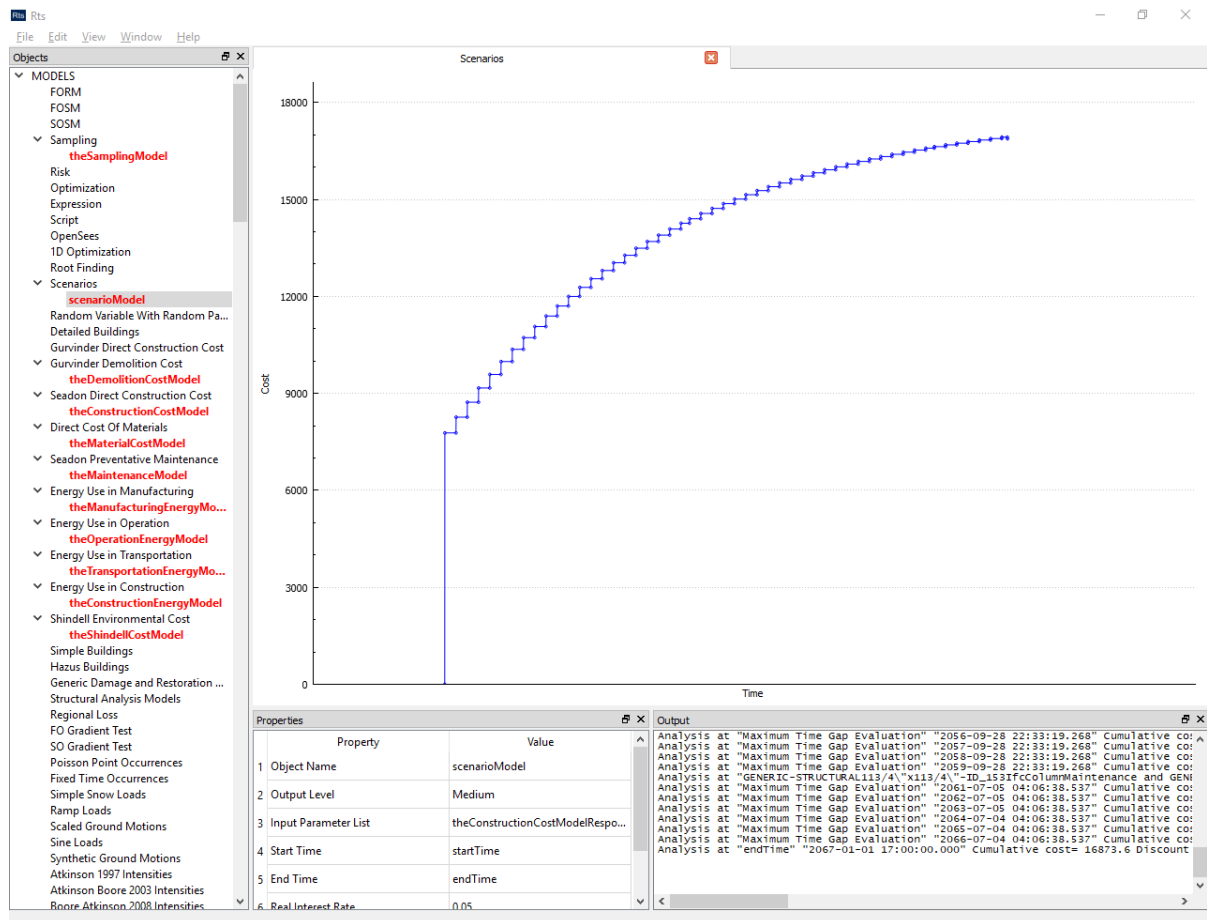 Rts Rts
File Edit View Window Help
Objects
MODELS
FORM
FOSM
SOSM
Sampling
theSamplingModel
Risk
Optimization
Expression
Script
OpenSees
1D Optimization
Root Finding
Scenarios
scenarioModel
Random Variable With Random Pa...
Detailed Buildings
Gurvinder Direct Construction Cost
Gurvinder Demolition Cost
theDemolitionCostModel
Seadon Direct Construction Cost
theConstructionCostModel
Direct Cost Of Materials
theMaterialCostModel
Seadon Preventative Maintenance
theMaintenanceModel
Energy Use in Manufacturing
theManufacturingEnergyMo...
Energy Use in Operation
theOperationEnergyModel
Energy Use in Transportation
theTransportationEnergyMo...
Energy Use in Construction
theConstructionEnergyModel
Shindell Environmental Cost
theShindellCostModel
Simple Buildings
Hazus Buildings
Generic Damage and Restoration ...
Structural Analysis Models
Regional Loss
FO Gradient Test
SO Gradient Test
Poisson Point Occurrences
Fixed Time Occurrences
Simple Snow Loads
Ramp Loads
Scaled Ground Motions
Sine Loads
Synthetic Ground Motions
Atkinson 1997 Intensities
Atkinson Boore 2003 Intensities
Boore Atkinson 2008 Intensities
Scenarios
18000
15000
12000
9000
6000
3000
0
Cost
Time
Properties
Property Value
1 Object Name scenarioModel
2 Output Level Medium
3 Input Parameter List theConstructionCostModelRespo...
4 Start Time startTime
5 End Time endTime
6 Real Interest Rate 0.05
Output
Analysis at "Maximum Time Gap Evaluation" "2056-09-28 22:33:19.268" Cumulative cos
Analysis at "Maximum Time Gap Evaluation" "2057-09-28 22:33:19.268" Cumulative cos
Analysis at "Maximum Time Gap Evaluation" "2058-09-28 22:33:19.268" Cumulative cos
Analysis at "Maximum Time Gap Evaluation" "2059-09-28 22:33:19.268" Cumulative cos
Analysis at "GENERIC-STRUCTURAL113/4\"x113/4\"-ID_153IfcColumnMaintenance and GENE
Analysis at "Maximum Time Gap Evaluation" "2061-07-05 04:06:38.537" Cumulative cos
Analysis at "Maximum Time Gap Evaluation" "2062-07-05 04:06:38.537" Cumulative cos
Analysis at "Maximum Time Gap Evaluation" "2063-07-05 04:06:38.537" Cumulative cos
Analysis at "Maximum Time Gap Evaluation" "2064-07-04 04:06:38.537" Cumulative cos
Analysis at "Maximum Time Gap Evaluation" "2065-07-04 04:06:38.537" Cumulative cos
Analysis at "Maximum Time Gap Evaluation" "2066-07-04 04:06:38.537" Cumulative cos
Analysis at "endTime" "2067-01-01 17:00:00.000" Cumulative cost= 16873.6 Discount